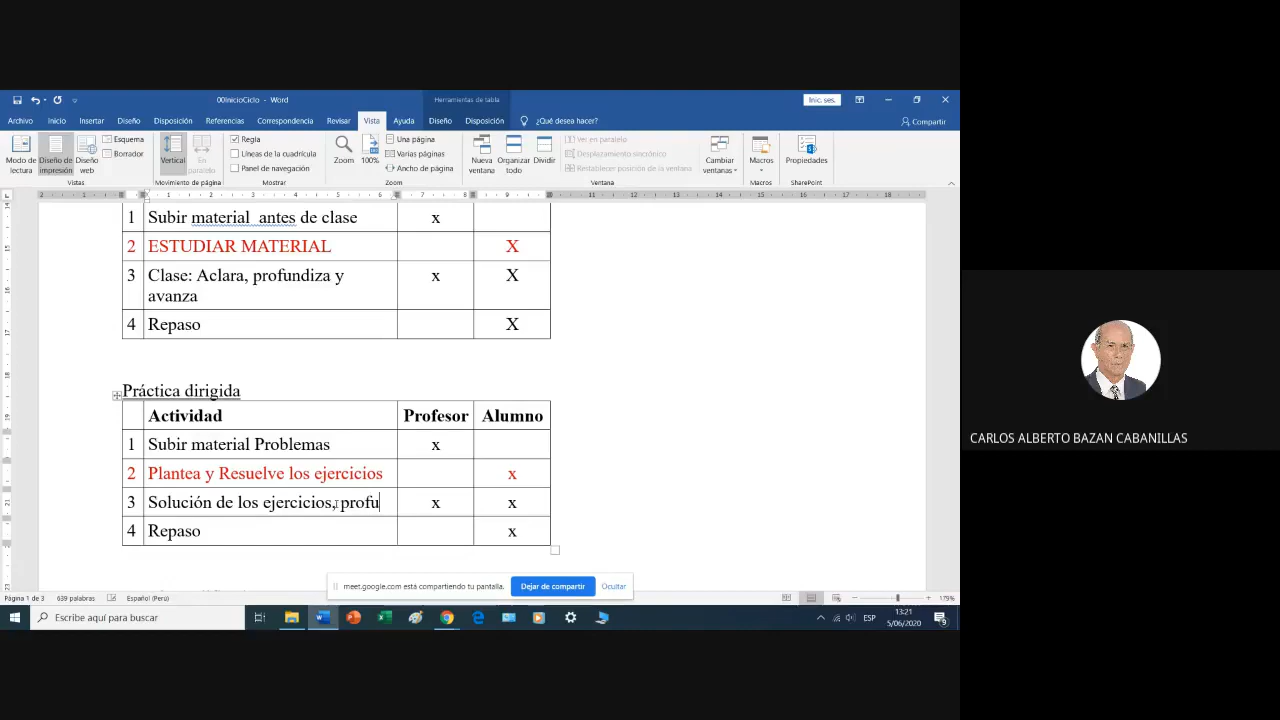 00InicioCiclo - Word
Herramientas de tabla
Inic. ses.
Archivo Inicio Insertar Diseño Disposición Referencias Correspondencia Revisar Vista Ayuda Diseño Disposición ¿Qué desea hacer? Compartir
Modo de lectura
Diseño de impresión
Diseño web
Esquema
Borrador
Vistas
Vertical
En paralelo
Movimiento de página
Regla
Líneas de la cuadrícula
Panel de navegación
Mostrar
Zoom
100%
Una página
Varias páginas
Ancho de página
Zoom
Nueva ventana
Organizar todo
Dividir
Ver en paralelo
Desplazamiento sincrónico
Restablecer posición de la ventana
Ventana
Cambiar ventanas
Macros
Macros
Propiedades
SharePoint
1 Subir material antes de clase x
2 ESTUDIAR MATERIAL X
3 Clase: Aclara, profundiza y x X
avanza
4 Repaso X
Práctica dirigida
Actividad Profesor Alumno
1 Subir material Problemas x
2 Plantea y Resuelve los ejercicios x
3 Solución de los ejercicios, profu x x
4 Repaso x
meet.google.com está compartiendo tu pantalla. Dejar de compartir Ocultar
Página 1 de 3 639 palabras Español (Perú) 179%
Escribe aquí para buscar
ESP
13:21
5/06/2020
CARLOS ALBERTO BAZAN CABANILLAS